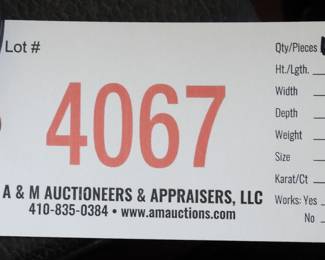 Lot #
4067
A & M AUCTIONEERS & APPRAISERS, LLC
410-835-0384 • www.amauctions.com
Qty/Pieces
Ht./Lgth.
Width
Depth
Weight
Size
Karat/Ct
Works: Yes
No